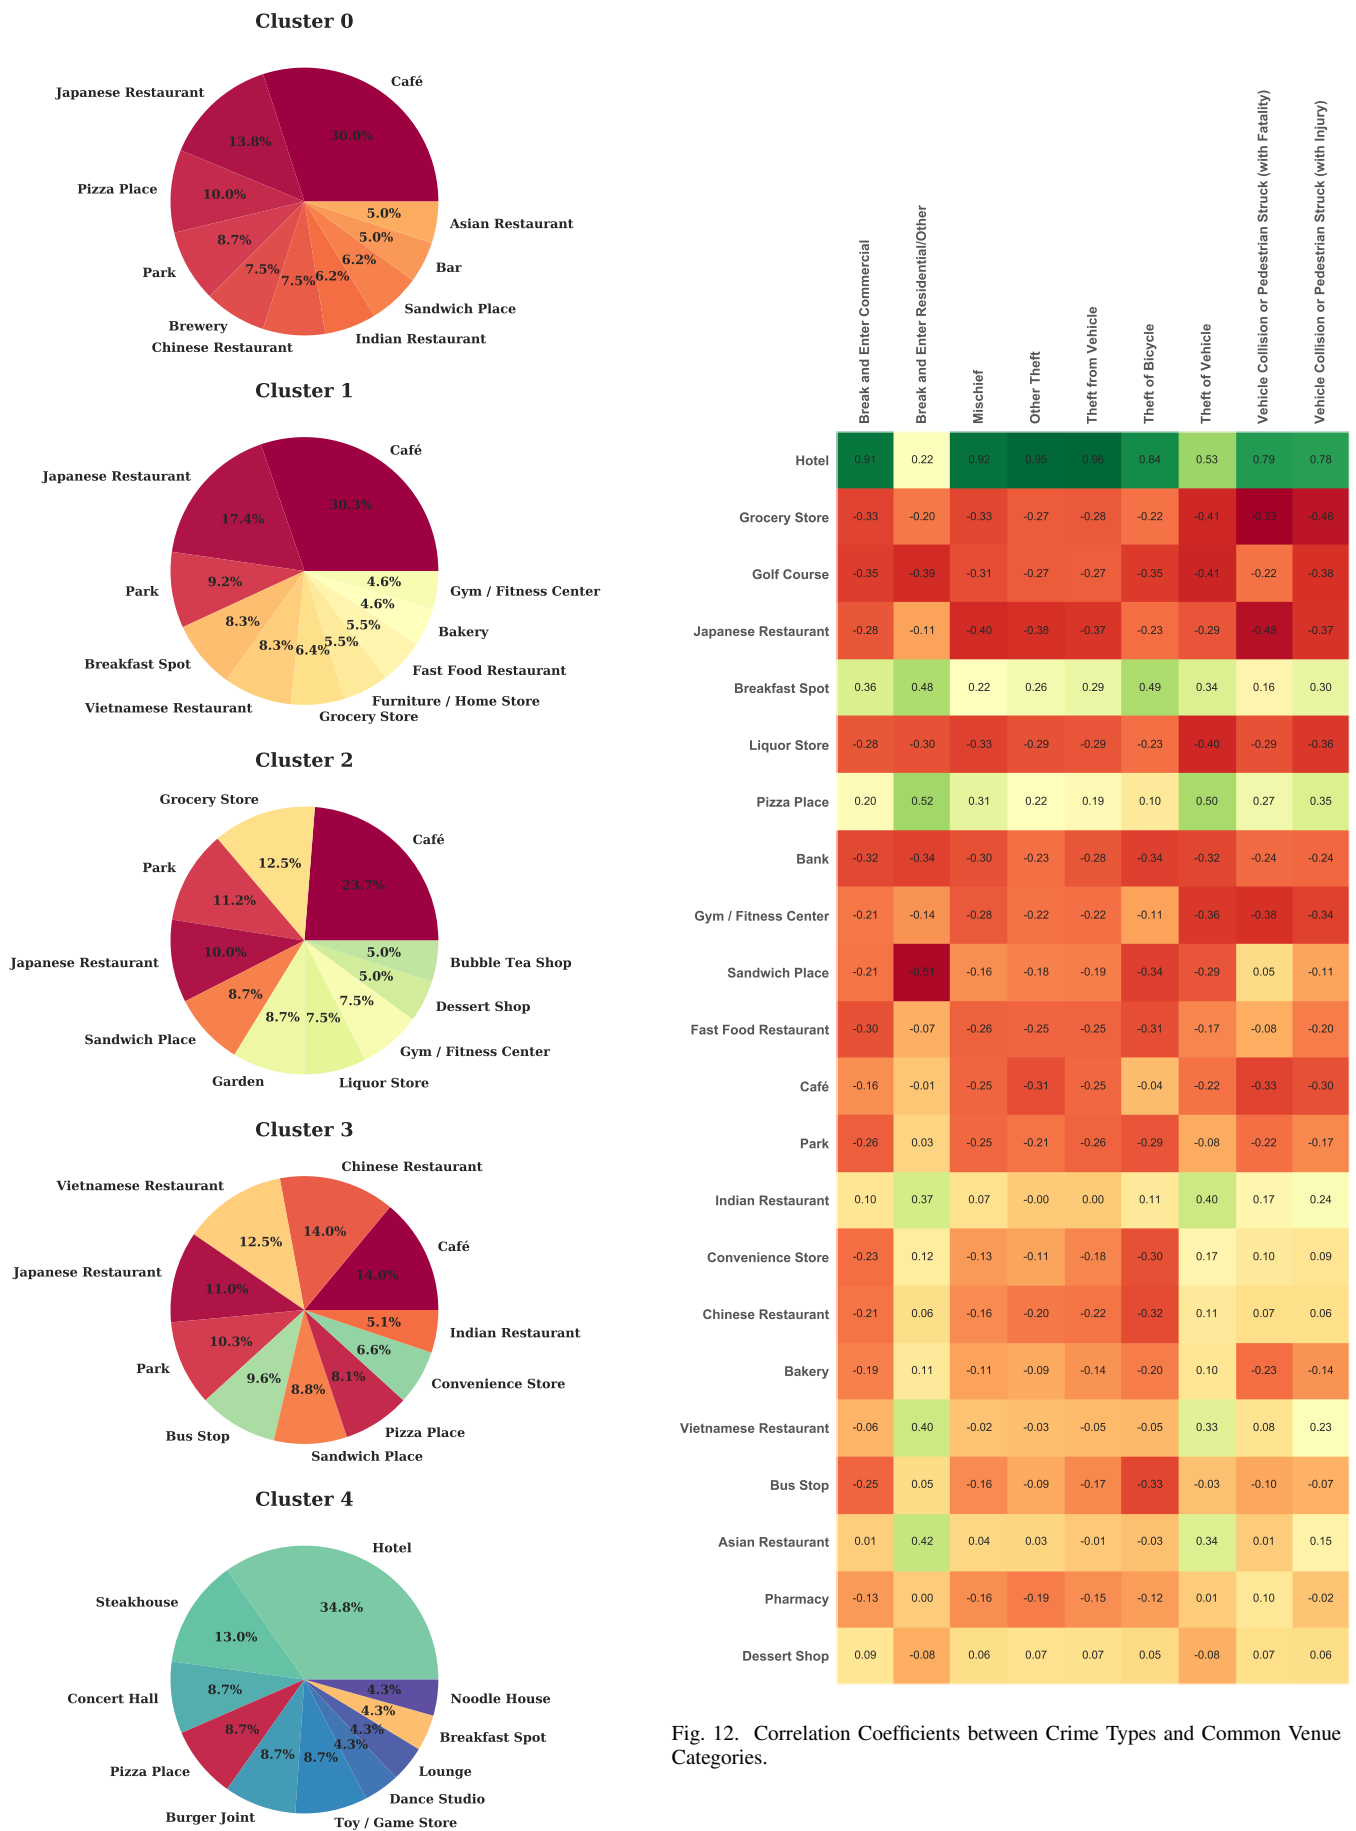 Cluster 0
Café
Japanese Restaurant
30.0%
13.8%
Pizza Place
10.0%
5.0%
Asian Restaurant
8.7%
5.0%
Park
7.5%
7.5%
6.2%
6.2%
Bar
Sandwich Place
Brewery
Indian Restaurant
Chinese Restaurant
Cluster 1
Café
Japanese Restaurant
30.3%
17.4%
9.2%
4.6%
Park
Gym / Fitness Center
4.6%
8.3%
5.5%
Bakery
8.3%
6.4%
5.5%
Breakfast Spot
Fast Food Restaurant
Furniture / Home Store
Vietnamese Restaurant
Grocery Store
Cluster 2
Grocery Store
Café
12.5%
Park
23.7%
11.2%
10.0%
5.0%
Japanese Restaurant
Bubble Tea Shop
5.0%
8.7%
7.5%
Dessert Shop
8.7%
7.5%
Sandwich Place
Gym / Fitness Center
Garden
Liquor Store
Cluster 3
Chinese Restaurant
Vietnamese Restaurant
14.0%
12.5%
Café
Japanese Restaurant
14.0%
11.0%
5.1%
Indian Restaurant
10.3%
6.6%
Park
9.6%
8.8%
8.1%
Convenience Store
Bus Stop
Pizza Place
Sandwich Place
Cluster 4
Hotel
Steakhouse
34.8%
13.0%
8.7%
4.3%
Concert Hall
Noodle House
4.3%
8.7%
4.3%
Breakfast Spot
8.7%
8.7%
4.3%
Pizza Place
Lounge
Dance Studio
Burger Joint
Toy / Game Store
Break and Enter Commercial
Break and Enter Residential/Other
Mischief
Other Theft
Theft from Vehicle
Theft of Bicycle
Theft of Vehicle
Vehicle Collision or Pedestrian Struck (with Fatality)
Vehicle Collision or Pedestrian Struck (with Injury)
Hotel 0.91 0.22 0.92 0.95 0.96 0.84 0.53 0.79 0.78
Grocery Store -0.33 -0.20 -0.33 -0.27 -0.28 -0.22 -0.41 -0.53 -0.46
Golf Course -0.35 -0.39 -0.31 -0.27 -0.27 -0.35 -0.41 -0.22 -0.38
Japanese Restaurant -0.28 -0.11 -0.40 -0.38 -0.37 -0.23 -0.29 -0.48 -0.37
Breakfast Spot 0.36 0.48 0.22 0.26 0.29 0.49 0.34 0.16 0.30
Liquor Store -0.28 -0.30 -0.33 -0.29 -0.29 -0.23 -0.40 -0.29 -0.36
Pizza Place 0.20 0.52 0.31 0.22 0.19 0.10 0.50 0.27 0.35
Bank -0.32 -0.34 -0.30 -0.23 -0.28 -0.34 -0.32 -0.24 -0.24
Gym / Fitness Center -0.21 -0.14 -0.28 -0.22 -0.22 -0.11 -0.36 -0.38 -0.34
Sandwich Place -0.21 -0.51 -0.16 -0.18 -0.19 -0.34 -0.29 0.05 -0.11
Fast Food Restaurant -0.30 -0.07 -0.26 -0.25 -0.25 -0.31 -0.17 -0.08 -0.20
Café -0.16 -0.01 -0.25 -0.31 -0.25 -0.04 -0.22 -0.33 -0.30
Park -0.26 0.03 -0.25 -0.21 -0.26 -0.29 -0.08 -0.22 -0.17
Indian Restaurant 0.10 0.37 0.07 -0.00 0.00 0.11 0.40 0.17 0.24
Convenience Store -0.23 0.12 -0.13 -0.11 -0.18 -0.30 0.17 0.10 0.09
Chinese Restaurant -0.21 0.06 -0.16 -0.20 -0.22 -0.32 0.11 0.07 0.06
Bakery -0.19 0.11 -0.11 -0.09 -0.14 -0.20 0.10 -0.23 -0.14
Vietnamese Restaurant -0.06 0.40 -0.02 -0.03 -0.05 -0.05 0.33 0.08 0.23
Bus Stop -0.25 0.05 -0.16 -0.09 -0.17 -0.33 -0.03 -0.10 -0.07
Asian Restaurant 0.01 0.42 0.04 0.03 -0.01 -0.03 0.34 0.01 0.15
Pharmacy -0.13 0.00 -0.16 -0.19 -0.15 -0.12 0.01 0.10 -0.02
Dessert Shop 0.09 -0.08 0.06 0.07 0.07 0.05 -0.08 0.07 0.06
Fig. 12. Correlation Coefficients between Crime Types and Common Venue
Categories.